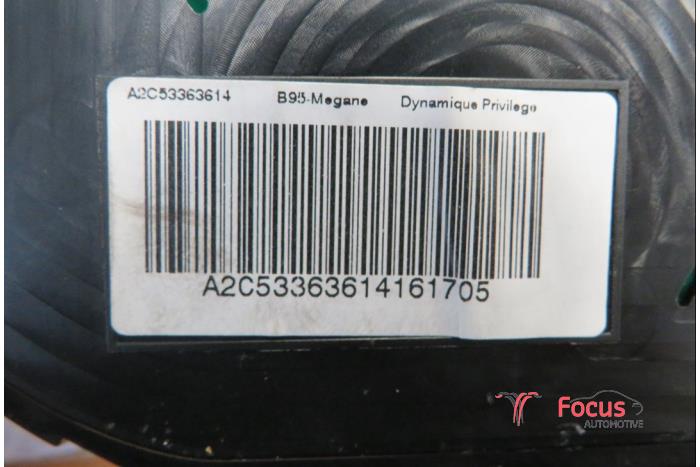 A2C53363614 B95-Megane Dynamique Privilege
A2C53363614161705
Focus
AUTOMOTIVE